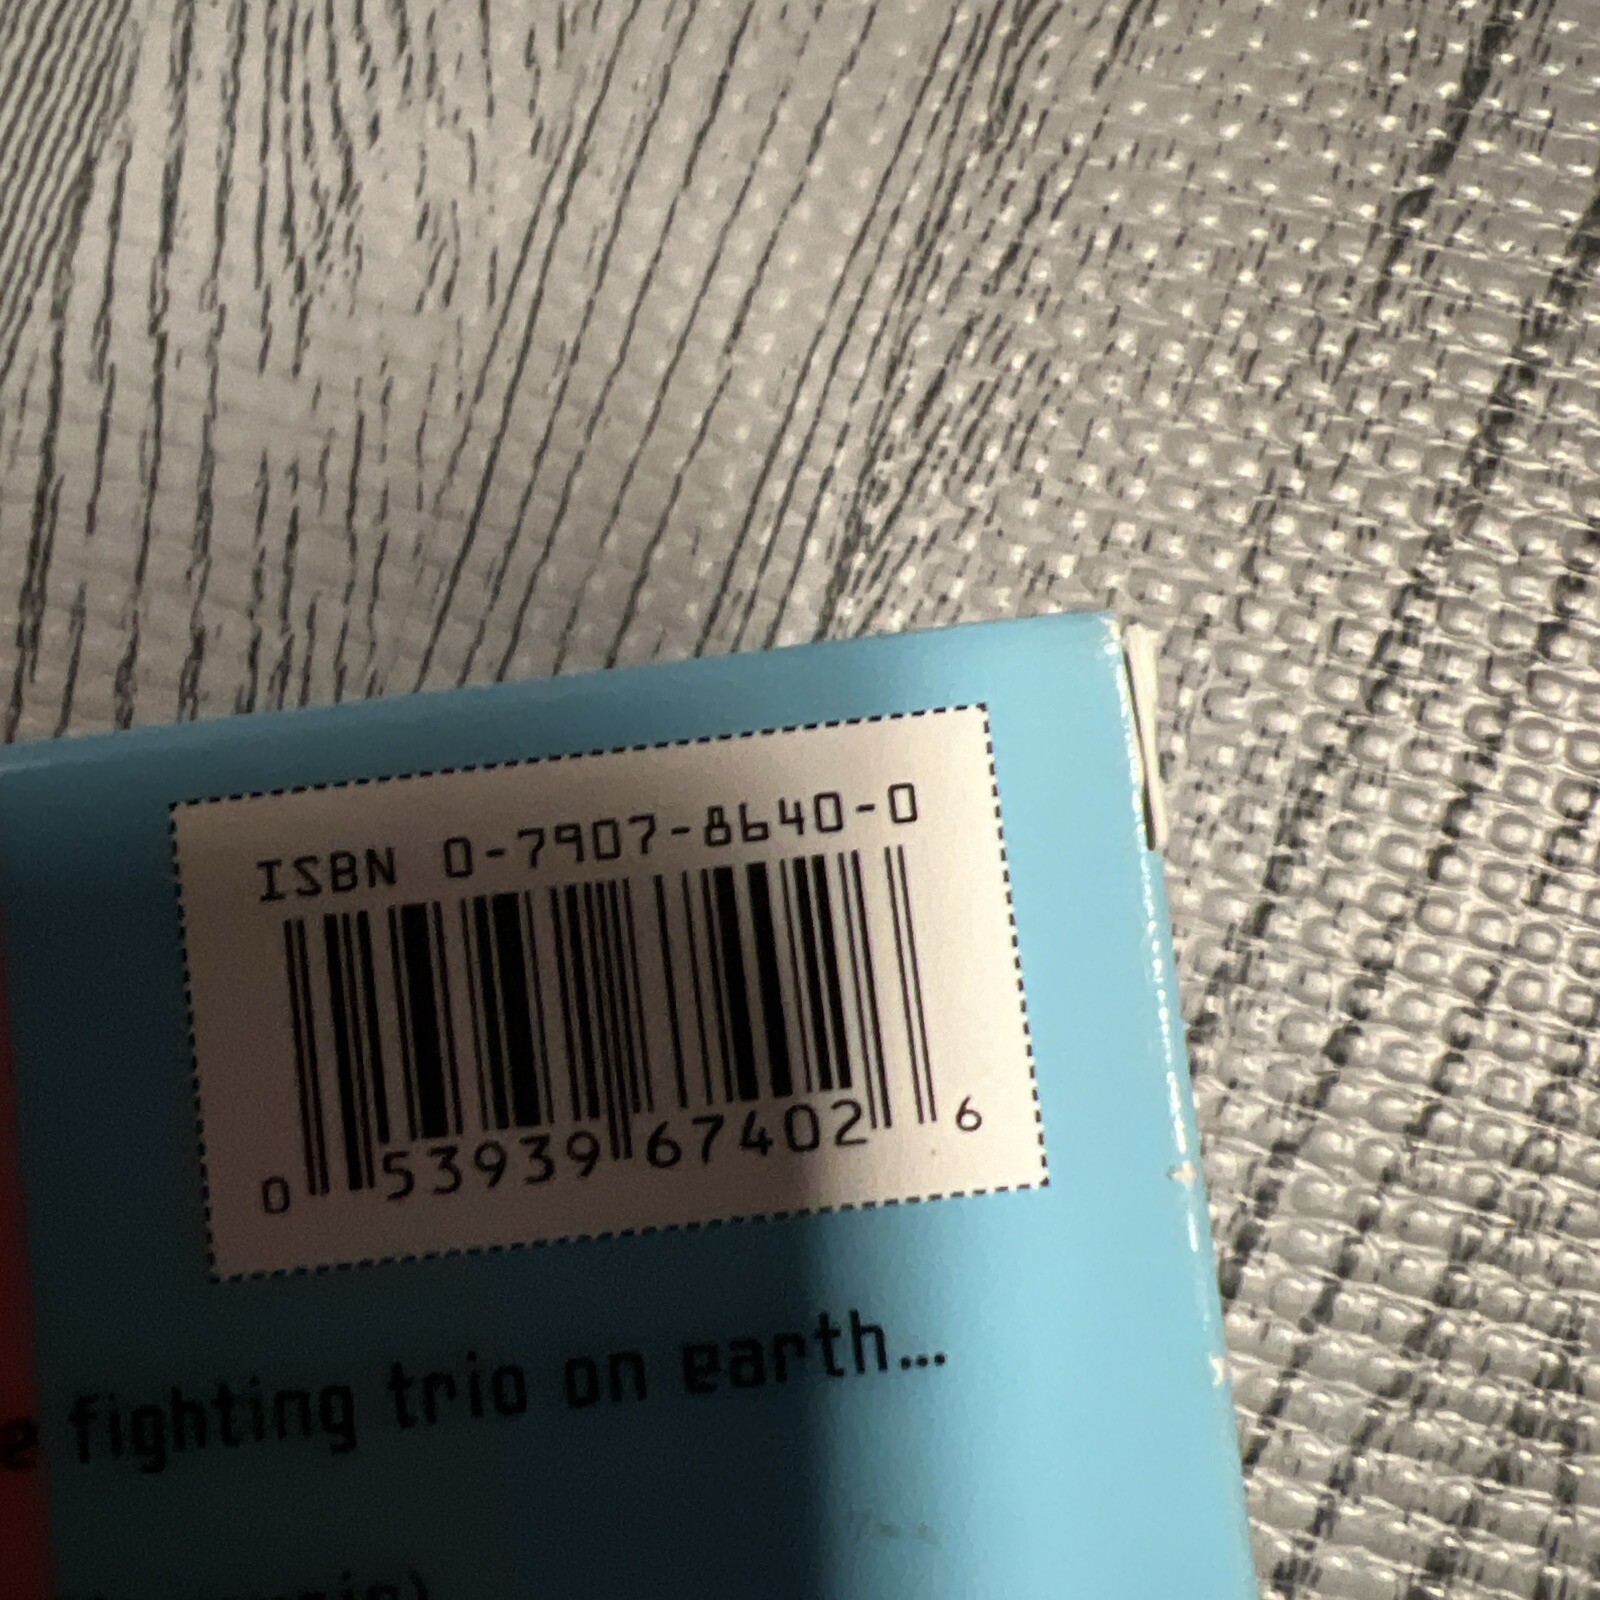 ISBN 0-7907-8640-0
0 53939 67402 6
e fighting trio on earth...